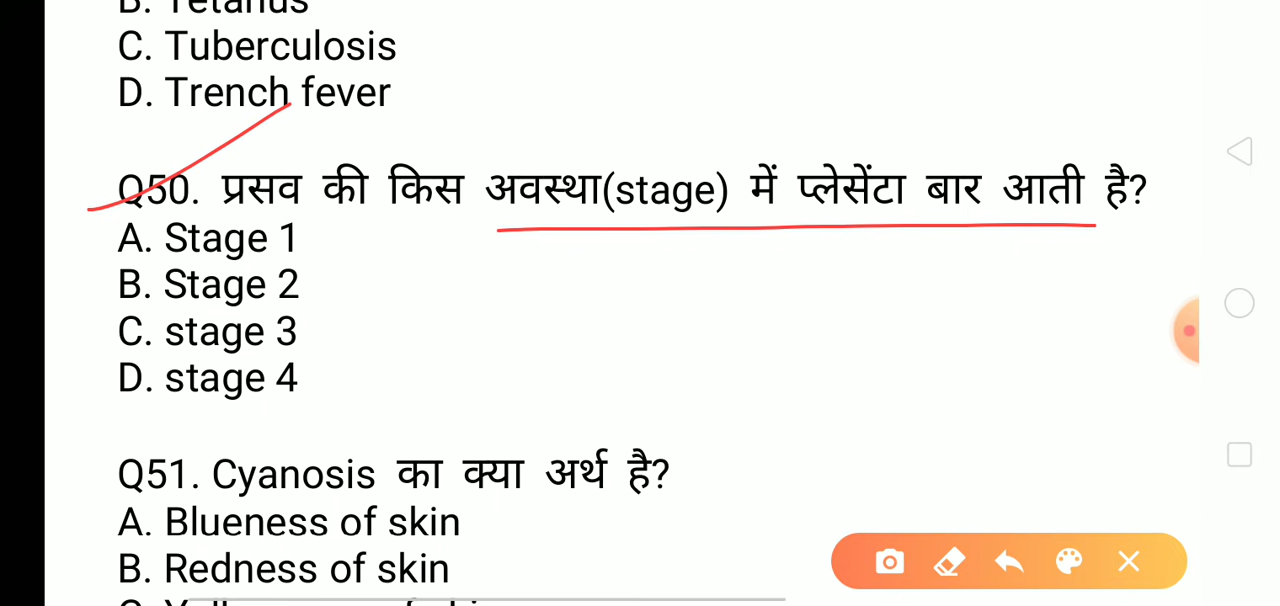 B. Tetanus
C. Tuberculosis
D. Trench fever
Q50. प्रसव की किस अवस्था(stage) में प्लेसेंटा बार आती है?
A. Stage 1
B. Stage 2
C. stage 3
D. stage 4
Q51. Cyanosis का क्या अर्थ है?
A. Blueness of skin
B. Redness of skin